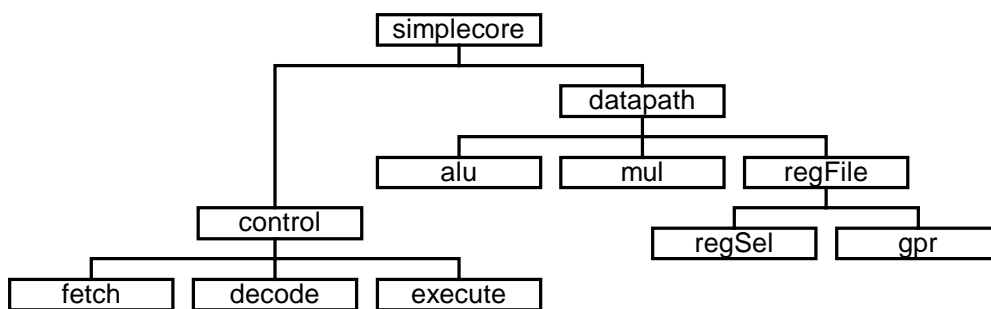 simplecore
datapath
alu
mul
regFile
control
regSel
gpr
fetch
decode
execute